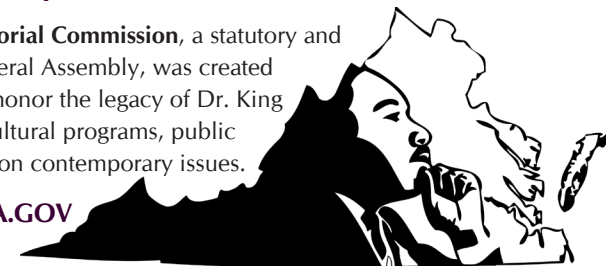 orial Commission, a statutory and
eral Assembly, was created
honor the legacy of Dr. King
ultural programs, public
on contemporary issues.
A.GOV